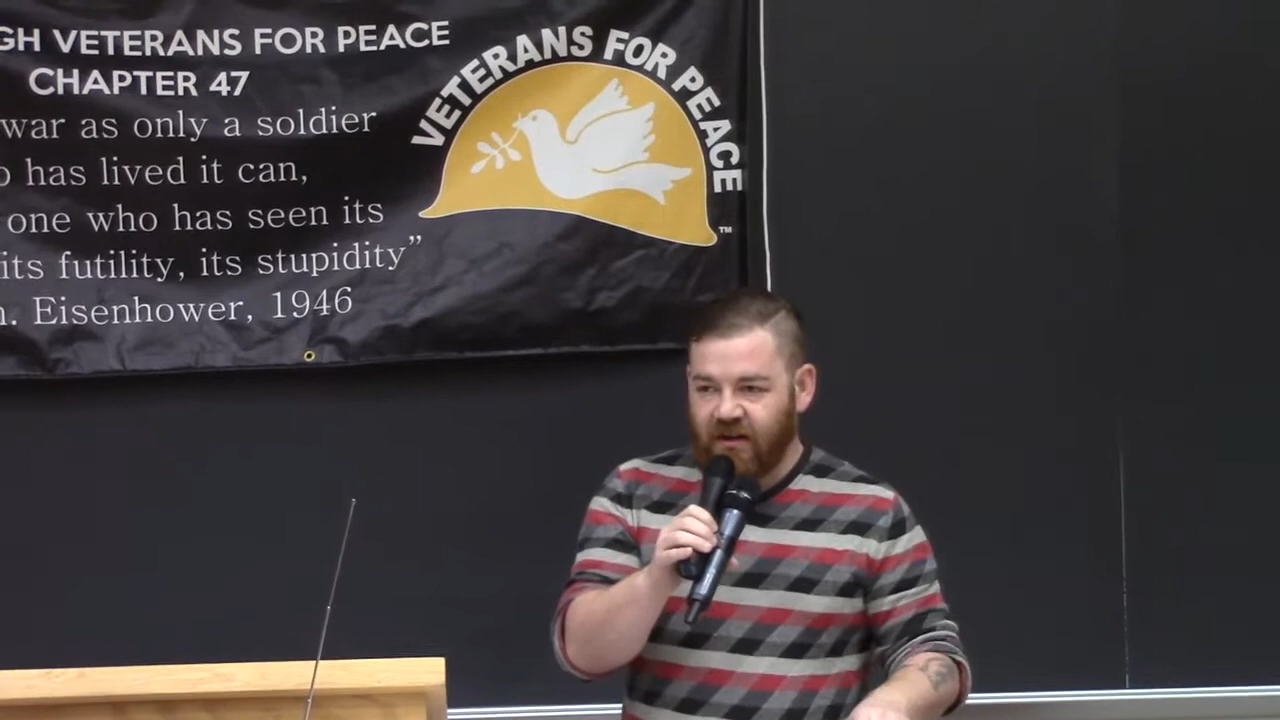 GH VETERANS FOR PEACE
CHAPTER 47
war as only a soldier
o has lived it can,
one who has seen its
its futility, its stupidity”
n. Eisenhower, 1946
VETERANS FOR PEACE
TM